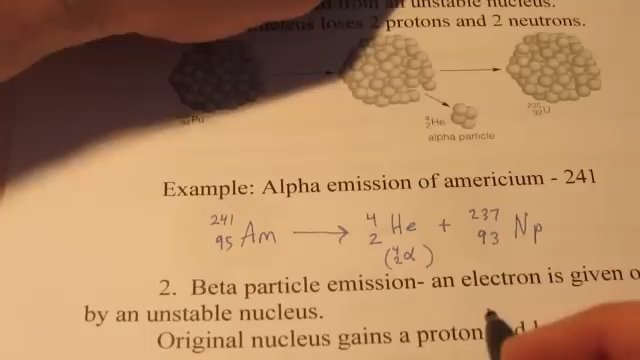 from an unstable nucleus.
nucleus loses 2 protons and 2 neutrons.
94Pu
4 2 He
235 92 U
alpha particle
Example: Alpha emission of americium - 241
241 95 Am ⟶ 4 2 He + 237 93 Np
(4 2 α)
2. Beta particle emission- an electron is given o
by an unstable nucleus.
Original nucleus gains a proton